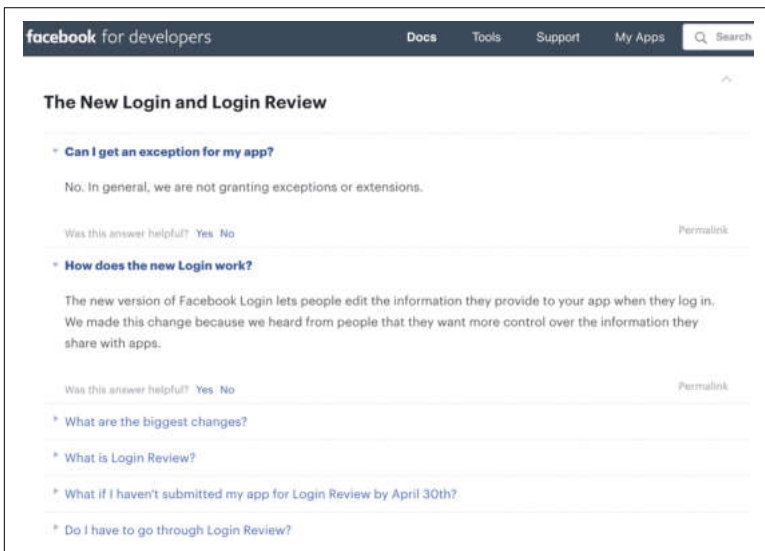 facebook for developers Docs Tools Support My Apps Search
The New Login and Login Review
Can I get an exception for my app?
No. In general, we are not granting exceptions or extensions.
Was this answer helpful? Yes No Permalink
How does the new Login work?
The new version of Facebook Login lets people edit the information they provide to your app when they log in.
We made this change because we heard from people that they want more control over the information they
share with apps.
Was this answer helpful? Yes No Permalink
What are the biggest changes?
What is Login Review?
What if I haven't submitted my app for Login Review by April 30th?
Do I have to go through Login Review?